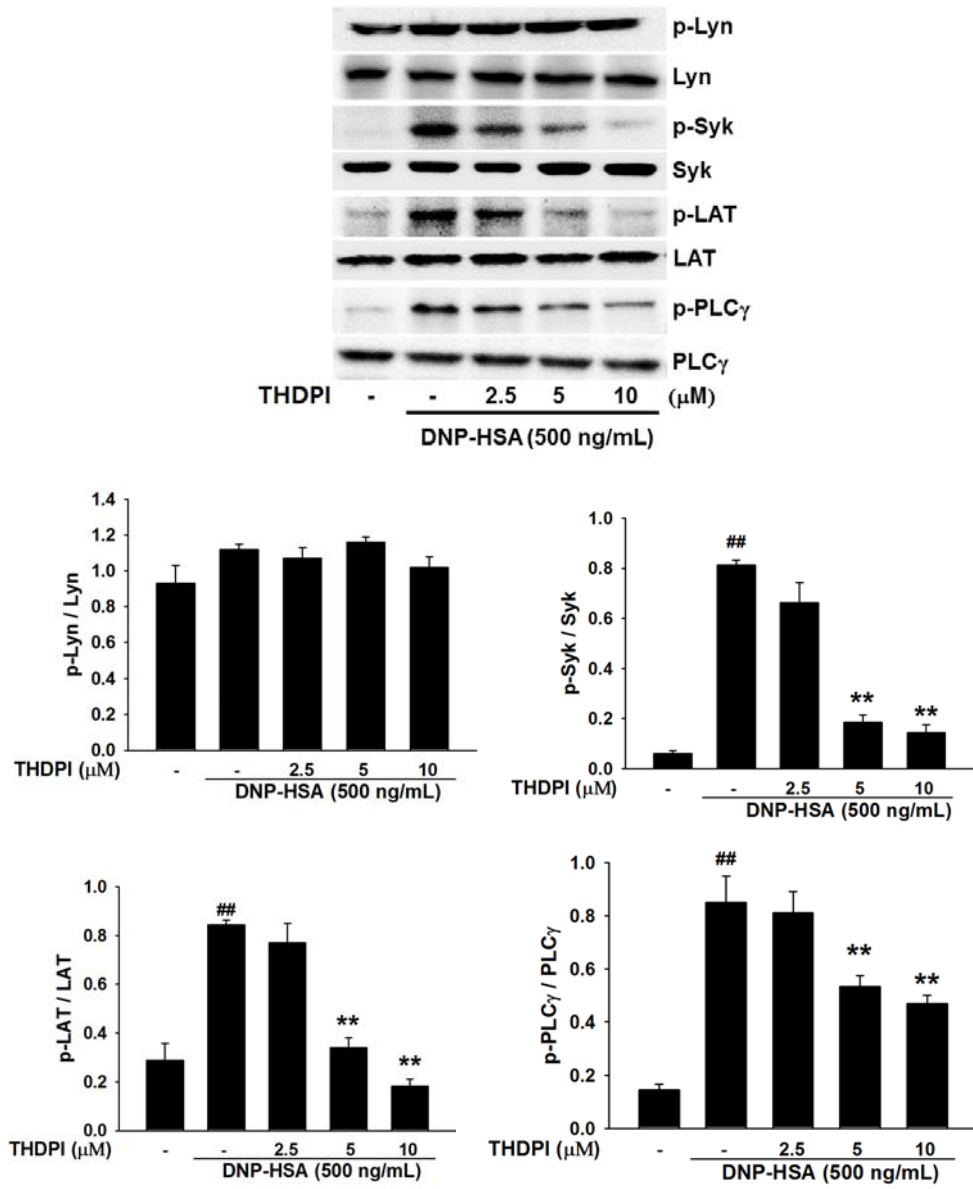 p-Lyn
Lyn
p-Syk
Syk
p-LAT
LAT
p-PLCγ
PLCγ
THDPI - - 2.5 5 10 (μM)
DNP-HSA (500 ng/mL)
1.4
1.2
1.0
0.8
0.6
0.4
0.2
0.0
p-Lyn / Lyn
THDPI (μM) - - 2.5 5 10
DNP-HSA (500 ng/mL)
1.0
0.8
0.6
0.4
0.2
0.0
p-Syk / Syk
##
**
**
THDPI (μM) - - 2.5 5 10
DNP-HSA (500 ng/mL)
1.0
0.8
0.6
0.4
0.2
0.0
p-LAT / LAT
##
**
**
THDPI (μM) - - 2.5 5 10
DNP-HSA (500 ng/mL)
1.0
0.8
0.6
0.4
0.2
0.0
p-PLCγ / PLCγ
##
**
**
THDPI (μM) - - 2.5 5 10
DNP-HSA (500 ng/mL)